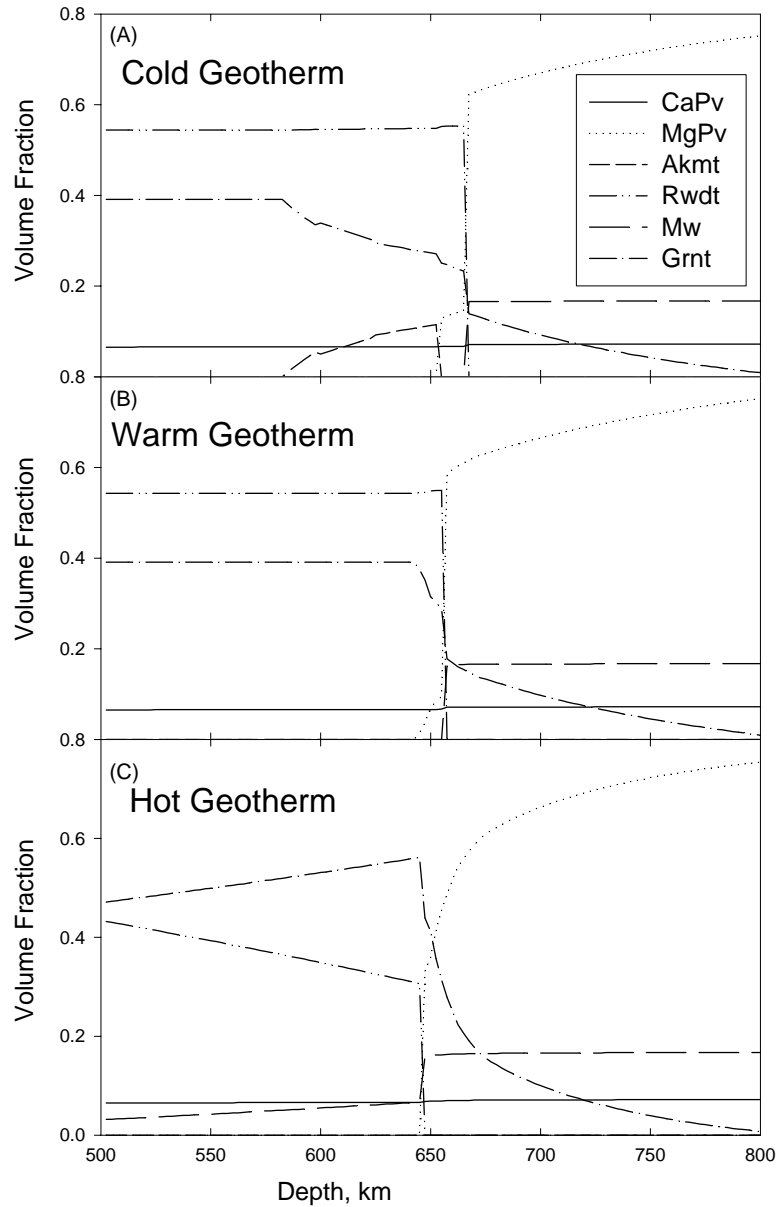 0.8
(A)
Cold Geotherm
CaPv
MgPv
Akmt
Rwdt
Mw
Grnt
0.6
0.4
0.2
Volume Fraction
0.8
(B)
Warm Geotherm
0.6
0.4
0.2
Volume Fraction
0.8
(C)
Hot Geotherm
0.6
0.4
0.2
0.0
Volume Fraction
500 550 600 650 700 750 800
Depth, km